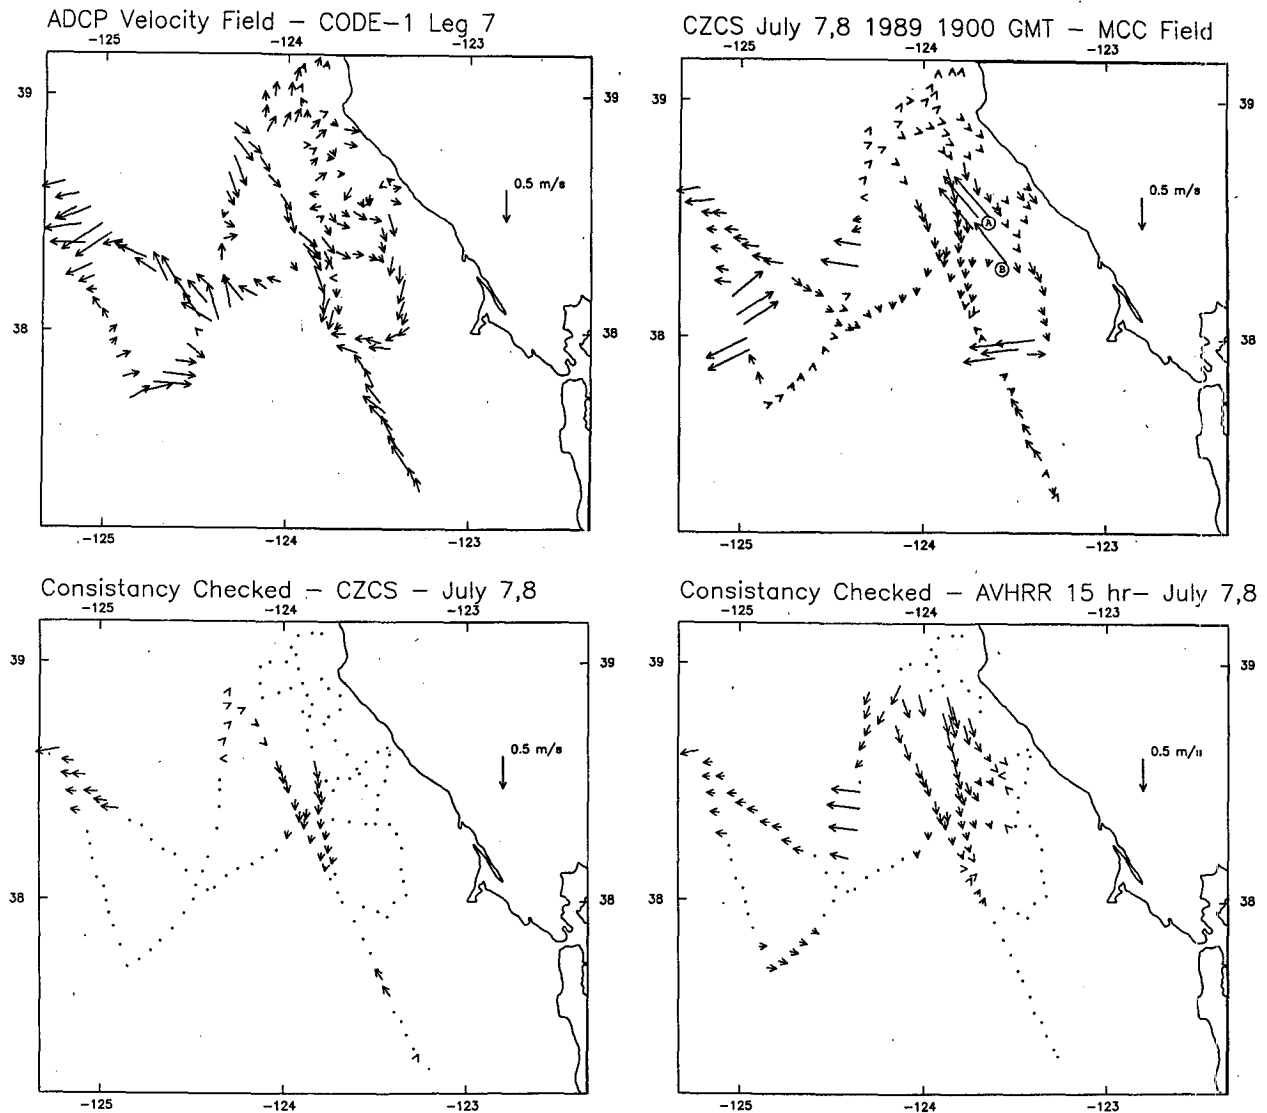 ADCP Velocity Field – CODE-1 Leg 7
-125 -124 -123
39 39
0.5 m/s
38 38
-125 -124 -123
CZCS July 7,8 1989 1900 GMT – MCC Field
-125 -124 -123
39 39
0.5 m/s
A
B
38 38
-125 -124 -123
Consistancy Checked – CZCS – July 7,8
-125 -124 -123
39 39
0.5 m/s
38 38
-125 -124 -123
Consistancy Checked – AVHRR 15 hr– July 7,8
-125 -124 -123
39 39
0.5 m/s
38 38
-125 -124 -123